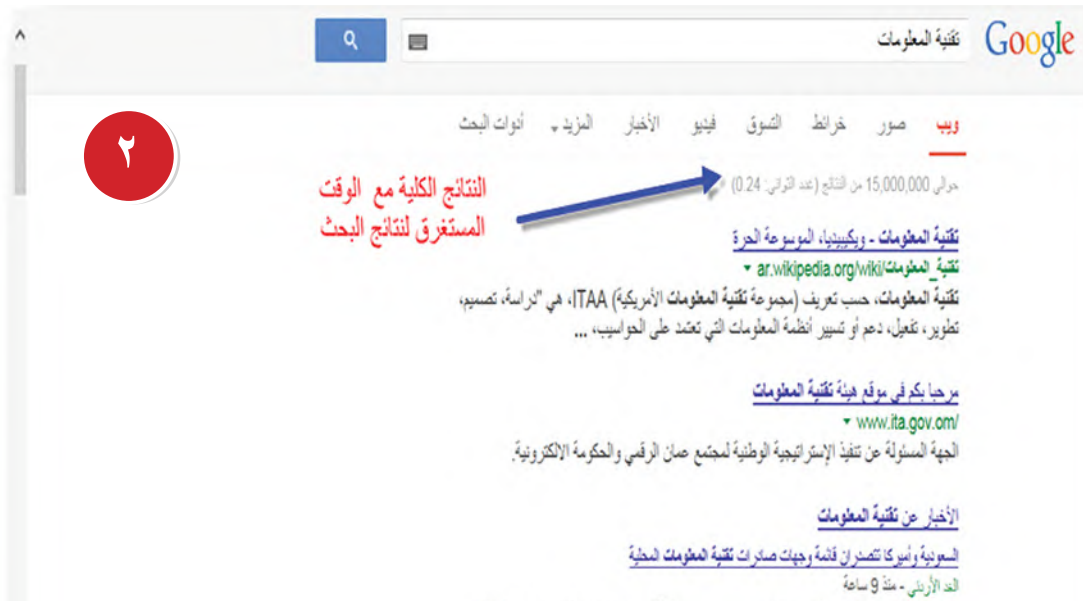 Google
تقنية المعلومات
ويب صور خرائط التسوق فيديو الأخبار المزيد أدوات البحث
٢
حوالي 15,000,000 من النتائج (عدد الثواني: 0.24)
النتائج الكلية مع الوقت
المستغرق لنتائج البحث
تقنية المعلومات - ويكيبيديا، الموسوعة الحرة
ar.wikipedia.org/wiki/تقنية_المعلومات
تقنية المعلومات، حسب تعريف (مجموعة تقنية المعلومات الأمريكية) ITAA، هي "دراسة، تصميم،
تطوير، تفعيل، دعم أو تسيير أنظمة المعلومات التي تعتمد على الحواسيب، ...
مرحبا بكم في موقع هيئة تقنية المعلومات
www.ita.gov.om/
الجهة المسئولة عن تنفيذ الإستراتيجية الوطنية لمجتمع عمان الرقمي والحكومة الالكترونية.
الأخبار عن تقنية المعلومات
السعودية وأميركا تتصدران قائمة وجهات صادرات تقنية المعلومات المحلية
الغد الأردني - منذ 9 ساعة